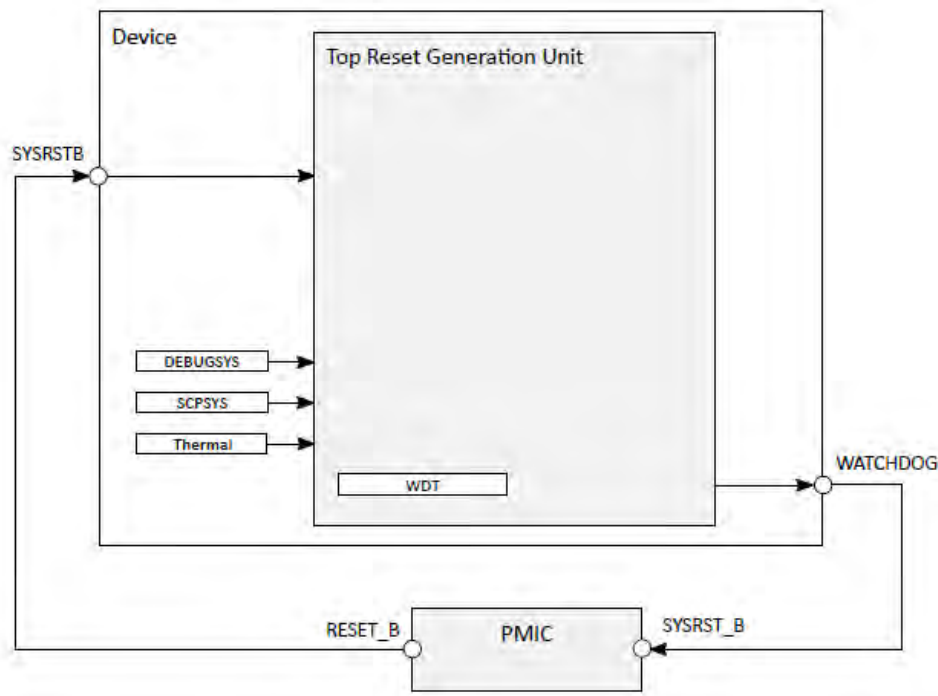 Device
Top Reset Generation Unit
SYSRSTB
DEBUGSYS
SCPSYS
Thermal
WATCHDOG
WDT
RESET_B
PMIC
SYSRST_B